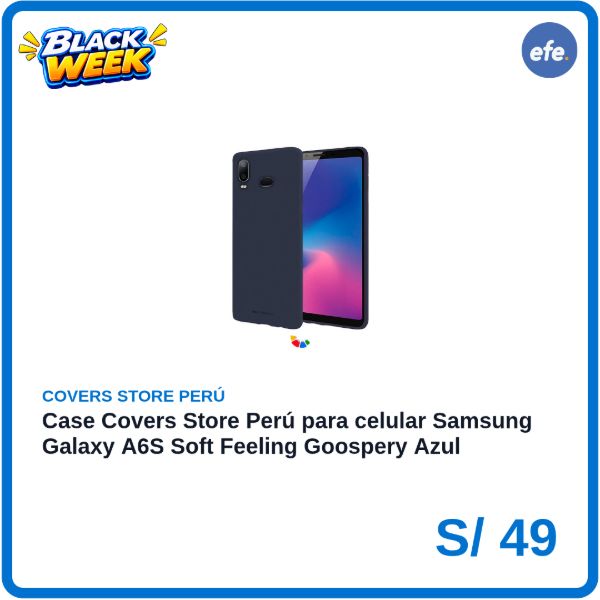 BLACK
WEEK
efe.
COVERS STORE PERÚ
Case Covers Store Perú para celular Samsung
Galaxy A6S Soft Feeling Goospery Azul
S/ 49